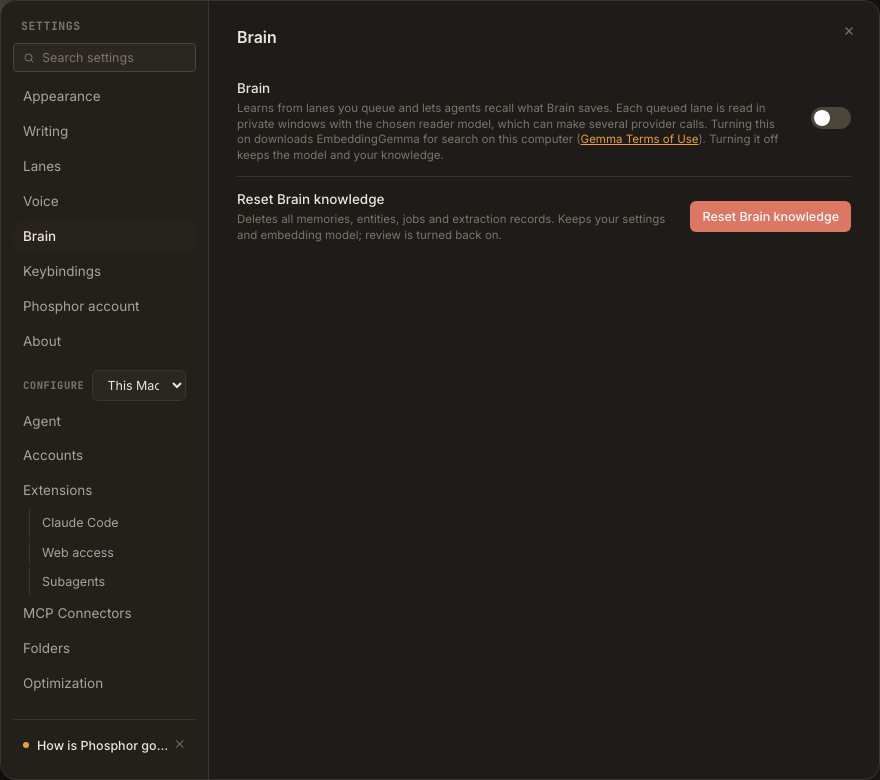 SETTINGS
Search settings
Appearance
Writing
Lanes
Voice
Brain
Keybindings
Phosphor account
About
CONFIGURE
This Mac
Agent
Accounts
Extensions
Claude Code
Web access
Subagents
MCP Connectors
Folders
Optimization
How is Phosphor go...
Brain
Brain
Learns from lanes you queue and lets agents recall what Brain saves. Each queued lane is read in
private windows with the chosen reader model, which can make several provider calls. Turning this
on downloads EmbeddingGemma for search on this computer (Gemma Terms of Use). Turning it off
keeps the model and your knowledge.
Reset Brain knowledge
Deletes all memories, entities, jobs and extraction records. Keeps your settings
and embedding model; review is turned back on.
Reset Brain knowledge